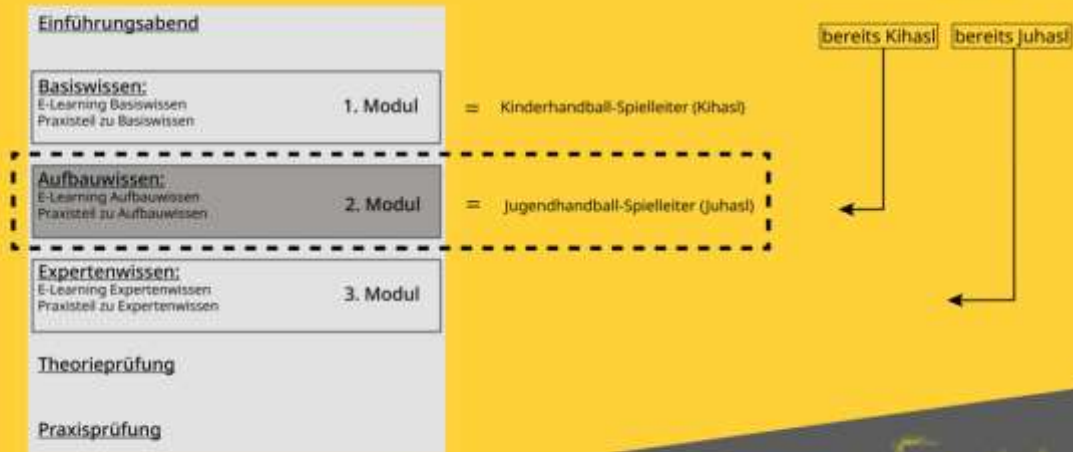 Einführungsabend
bereits Kihasl bereits Juhasl
Basiswissen:
E-Learning Basiswissen
Praxisteil zu Basiswissen
1. Modul = Kinderhandball-Spielleiter (Kihasl)
Aufbauwissen:
E-Learning Aufbauwissen
Praxisteil zu Aufbauwissen
2. Modul = Jugendhandball-Spielleiter (Juhasl)
Expertenwissen:
E-Learning Expertenwissen
Praxisteil zu Expertenwissen
3. Modul
Theorieprüfung
Praxisprüfung